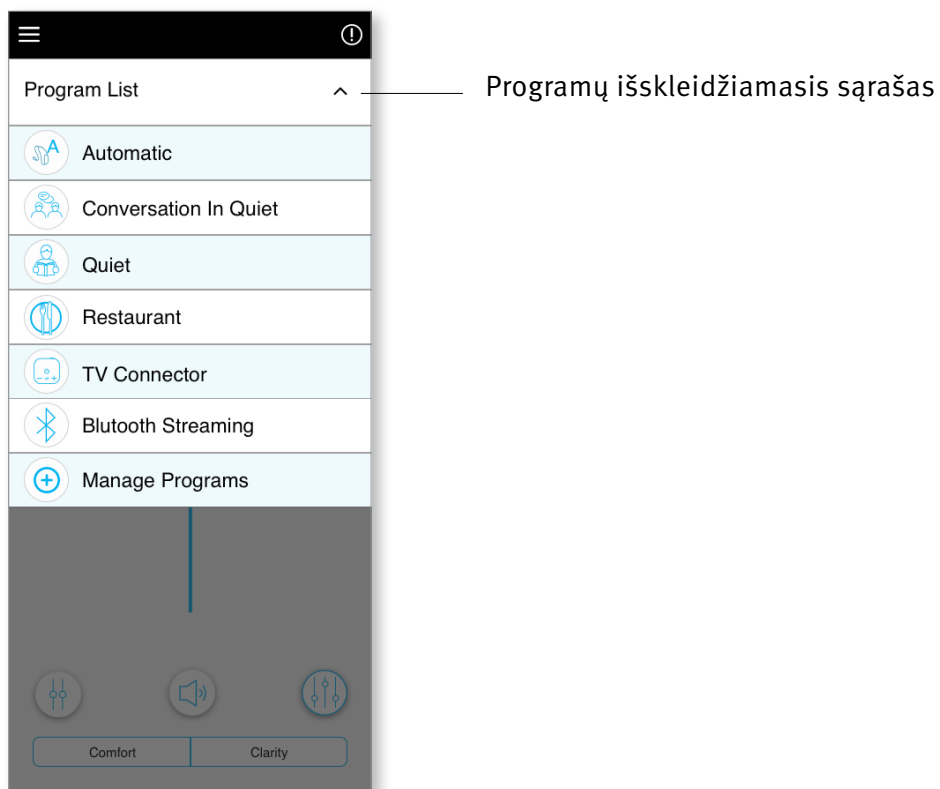 Program List
Programų išskleidžiamasis sąrašas
Automatic
Conversation In Quiet
Quiet
Restaurant
TV Connector
Blutooth Streaming
Manage Programs
Comfort
Clarity